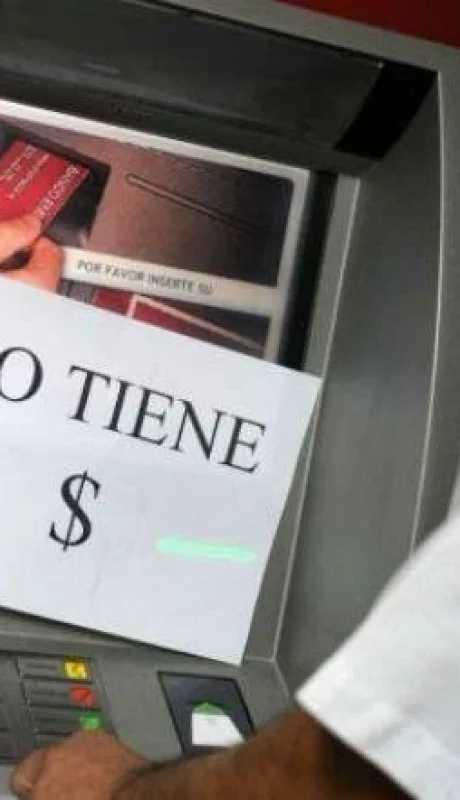 POR FAVOR INSERTE SU
O TIENE
$